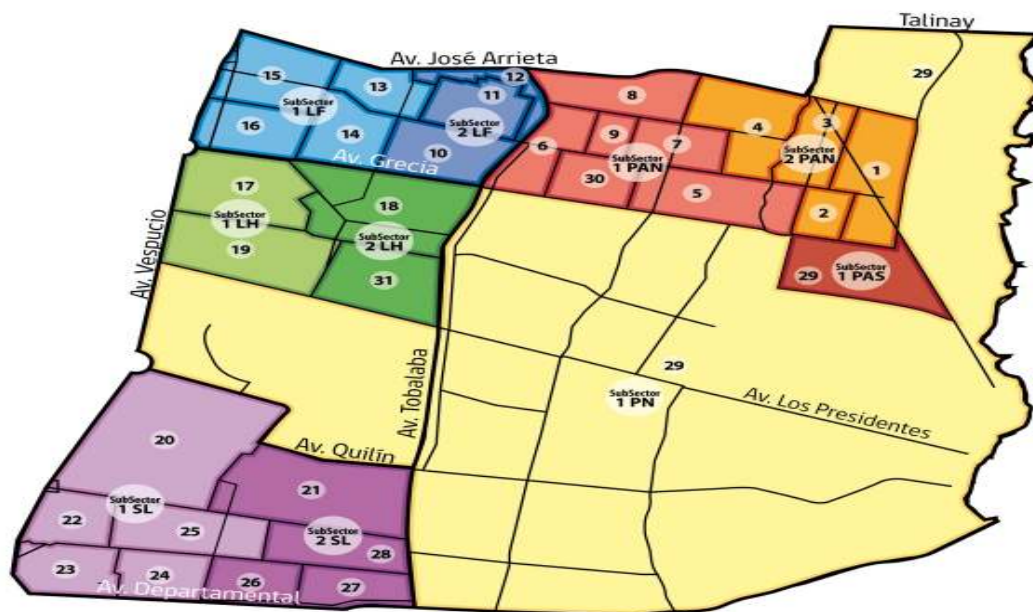 Talinay
Av. José Arrieta
29
15
13
12
11
8
SubSector
1 LF
SubSector
2 LF
3
4
16
14
10
Av. Grecia
6
9
7
SubSector
1 PAN
SubSector
2 PAN
1
30
5
2
17
18
SubSector
1 LH
SubSector
2 LH
19
31
29
SubSector
1 PAS
Av. Vespucio
Av. Tobalaba
29
SubSector
1 PN
Av. Los Presidentes
20
Av. Quilín
21
SubSector
1 SL
22
25
SubSector
2 SL
28
23
24
26
27
Av. Departamental